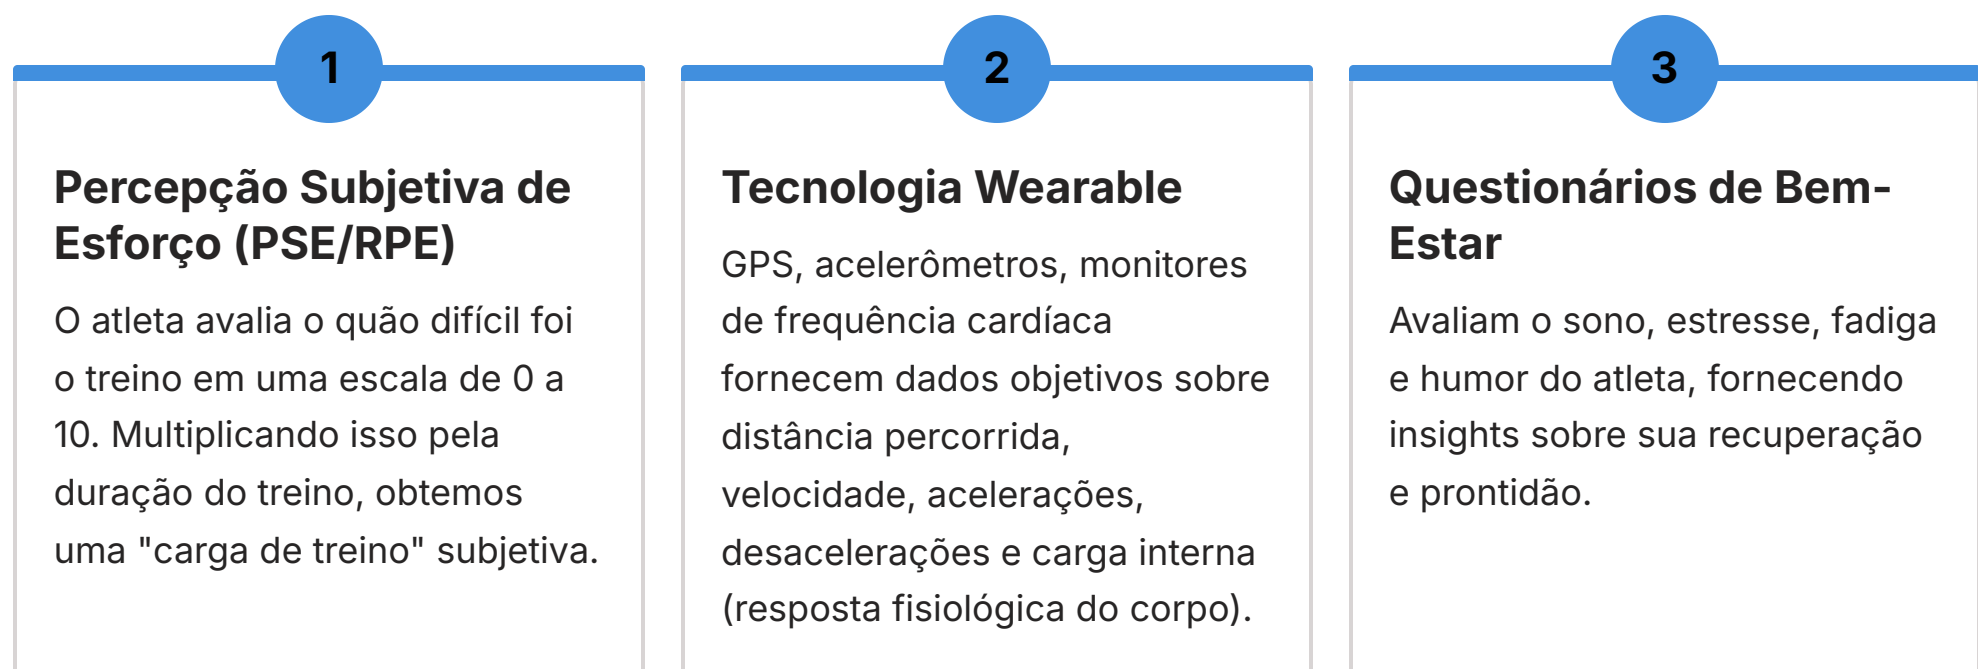 1
Percepção Subjetiva de
Esforço (PSE/RPE)
O atleta avalia o quão difícil foi
o treino em uma escala de 0 a
10. Multiplicando isso pela
duração do treino, obtemos
uma "carga de treino" subjetiva.
2
Tecnologia Wearable
GPS, acelerômetros, monitores
de frequência cardíaca
fornecem dados objetivos sobre
distância percorrida,
velocidade, acelerações,
desacelerações e carga interna
(resposta fisiológica do corpo).
3
Questionários de Bem-
Estar
Avaliam o sono, estresse, fadiga
e humor do atleta, fornecendo
insights sobre sua recuperação
e prontidão.